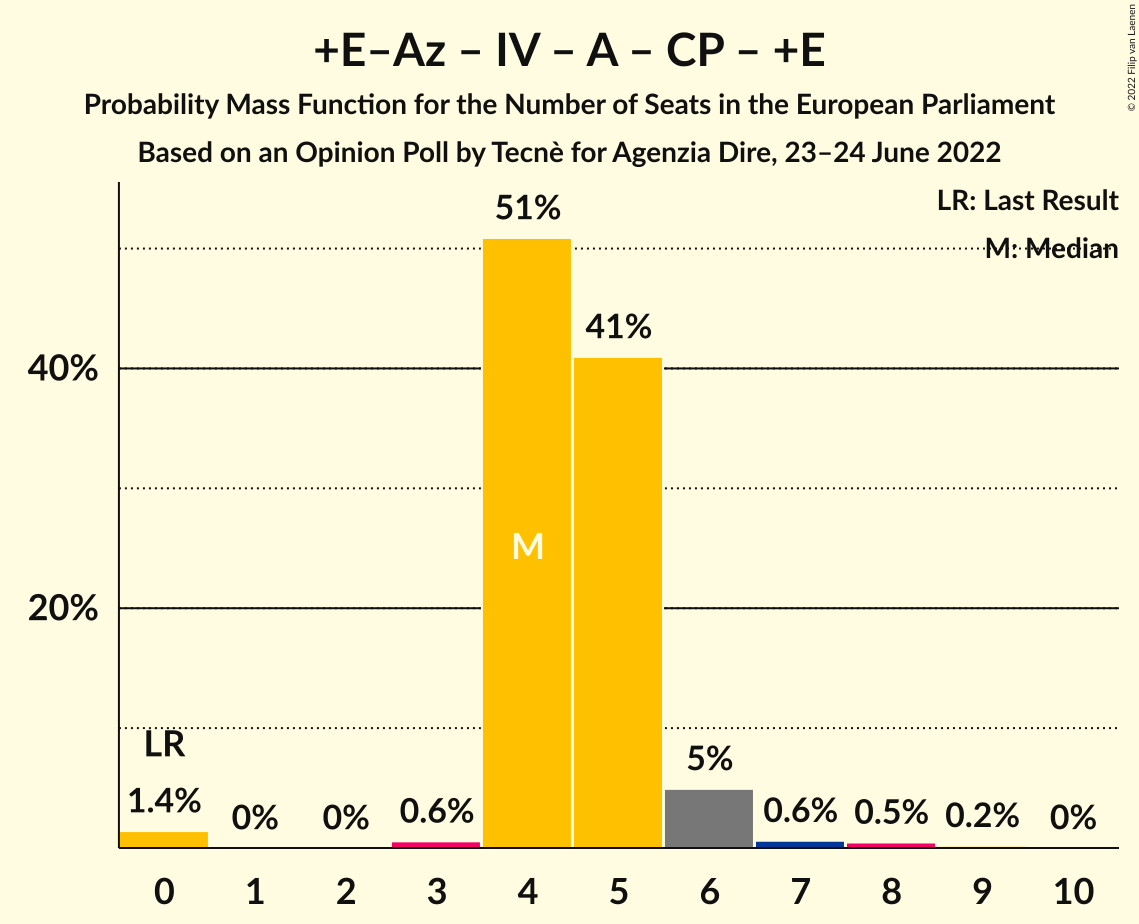 +E–Az – IV – A – CP – +E
Probability Mass Function for the Number of Seats in the European Parliament
Based on an Opinion Poll by Tecnè for Agenzia Dire, 23–24 June 2022
© 2022 Filip van Laenen
LR: Last Result
M: Median
51%
41%
40%
M
20%
LR
1.4%
0%
0%
0.6%
5%
0.6%
0.5%
0.2%
0%
0 1 2 3 4 5 6 7 8 9 10